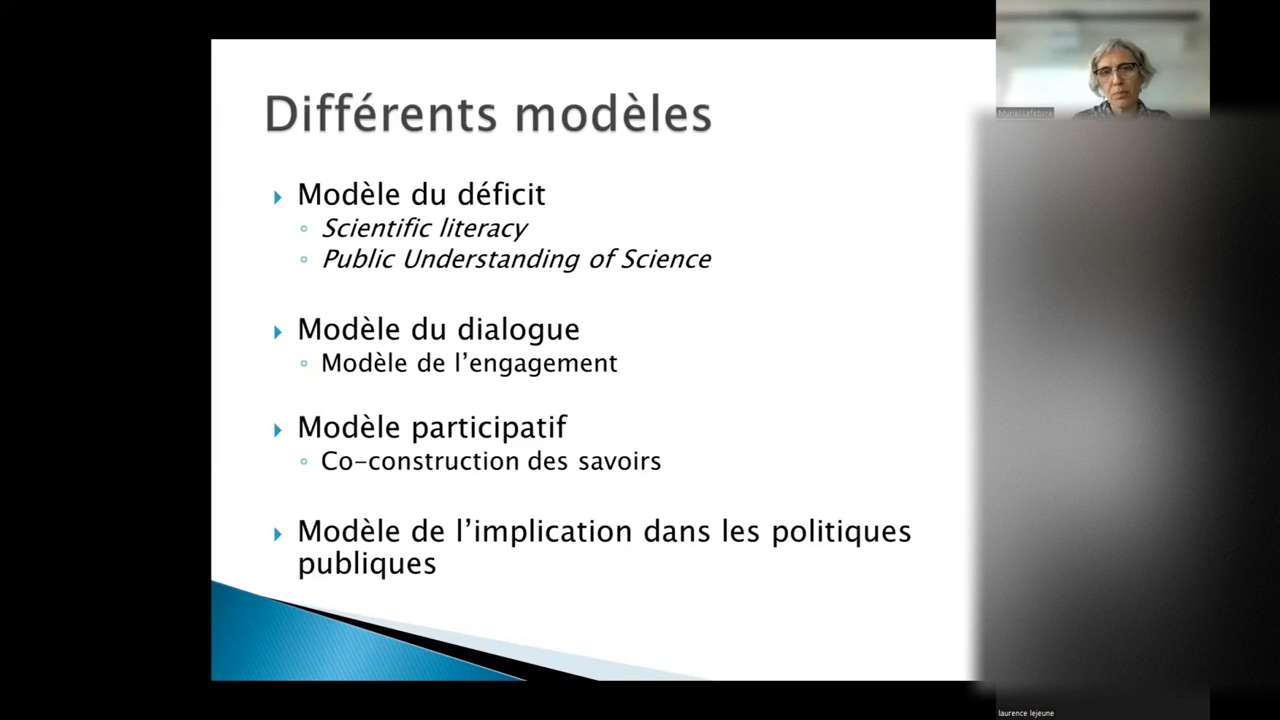 Différents modèles
Modèle du déficit
Scientific literacy
Public Understanding of Science
Modèle du dialogue
Modèle de l’engagement
Modèle participatif
Co-construction des savoirs
Modèle de l’implication dans les politiques
publiques
laurence lejeune